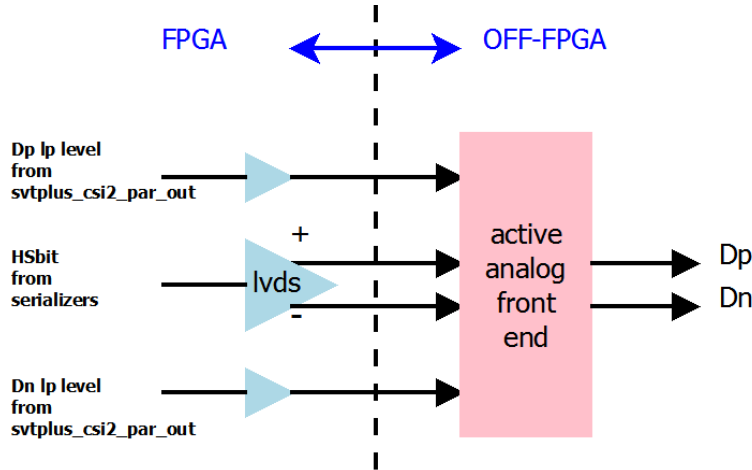 FPGA
OFF-FPGA
Dp lp level
from
svtplus_csi2_par_out
+
HSbit
from
serializers
lvds
-
active
analog
front
end
Dp
Dn
Dn lp level
from
svtplus_csi2_par_out